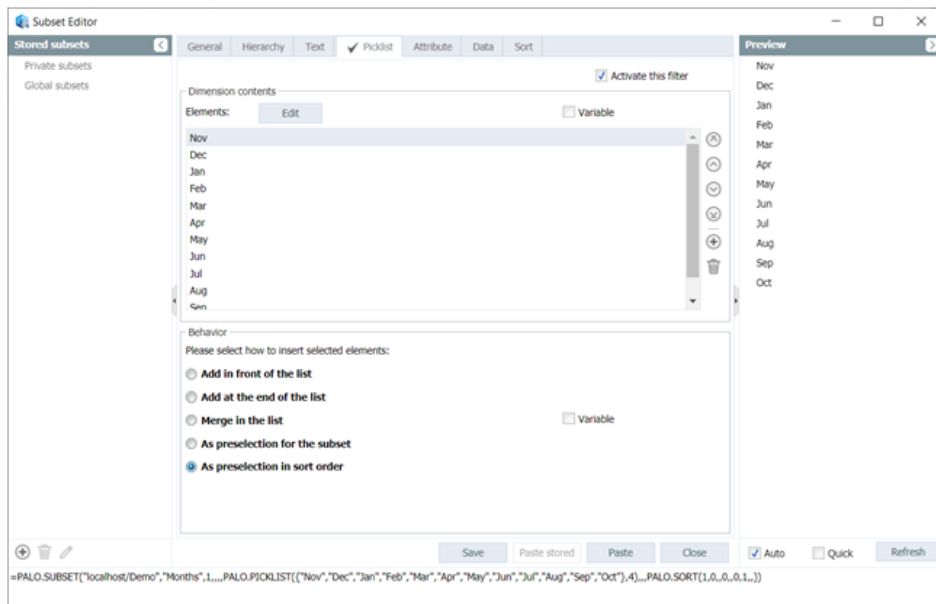 Subset Editor
Stored subsets
Private subsets
Global subsets
General Hierarchy Text Picklist Attribute Data Sort
Activate this filter
Dimension contents
Elements: Edit Variable
Nov
Dec
Jan
Feb
Mar
Apr
May
Jun
Jul
Aug
Sep
Behavior
Please select how to insert selected elements:
Add in front of the list
Add at the end of the list
Merge in the list Variable
As preselection for the subset
As preselection in sort order
Save Paste stored Paste Close
Preview
Nov
Dec
Jan
Feb
Mar
Apr
May
Jun
Jul
Aug
Sep
Oct
Auto Quick Refresh
=PALO.SUBSET("localhost/Demo","Months",1,,,,PALO.PICKLIST({"Nov","Dec","Jan","Feb","Mar","Apr","May","Jun","Jul","Aug","Sep","Oct"},4),,,PALO.SORT(1,0,,0,,0,1,,))